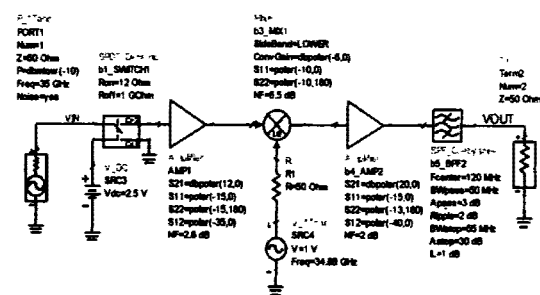 PORT1
Num=1
Z=50 Ohm
P=dbmtow(-10)
Freq=35 GHz
Noise=yes
VIN
b1_SWITCH1
Ron=12 Ohm
Roff=1 GOhm
SRC3
Vdc=2.5 V
AMP1
S21=dbpolar(12,0)
S11=polar(-15,0)
S22=polar(-15,180)
S12=polar(-35,0)
NF=2.8 dB
b3_MIX1
SideBand=LOWER
ConvGain=dbpolar(-6,0)
S11=polar(-10,0)
S22=polar(-10,180)
NF=6.5 dB
LO
R
R1
R=50 Ohm
SRC4
V=1 V
Freq=34.88 GHz
b4_AMP2
S21=dbpolar(20,0)
S11=polar(-15,0)
S22=polar(-13,180)
S12=polar(-40,0)
NF=2 dB
VOUT
b5_BPF2
Fcenter=120 MHz
BWpass=50 MHz
Apass=3 dB
Ripple=2 dB
Astop=30 dB
IL=1 dB
Term2
Num=2
Z=50 Ohm